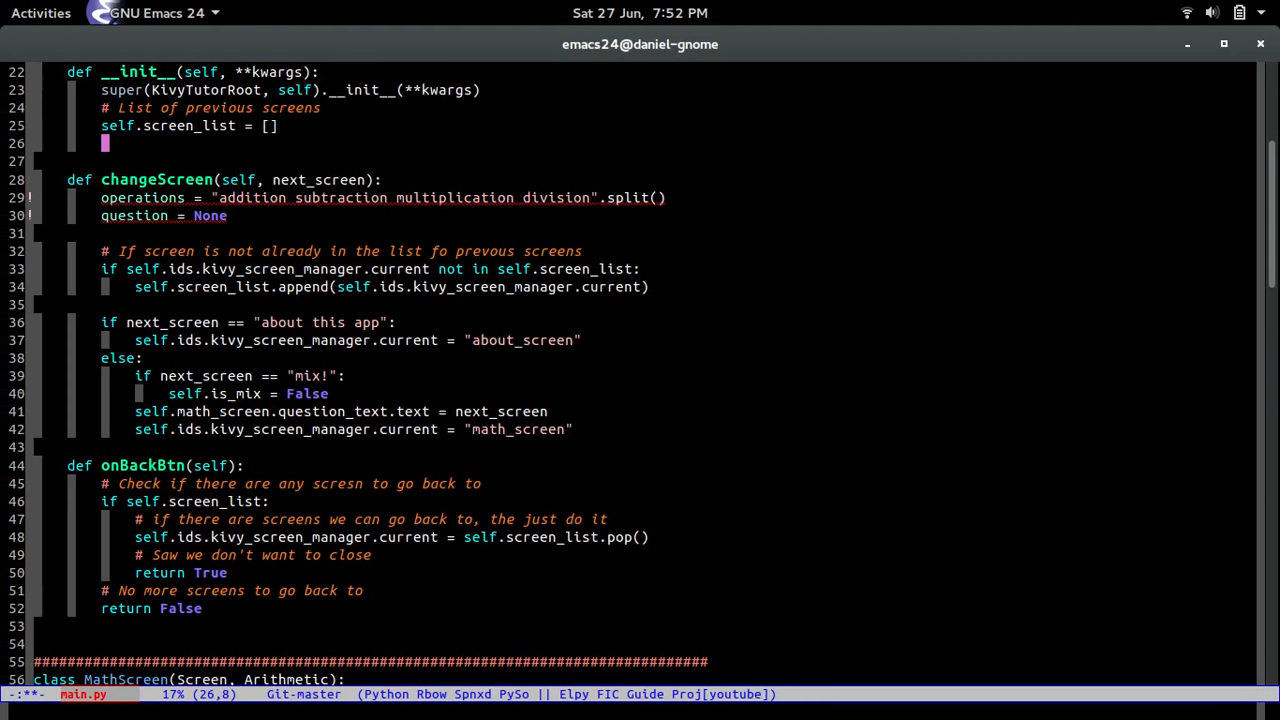 Activities GNU Emacs 24 Sat 27 Jun, 7:52 PM
emacs24@daniel-gnome
22 def __init__(self, **kwargs):
23 super(KivyTutorRoot, self).__init__(**kwargs)
24 # List of previous screens
25 self.screen_list = []
26
27
28 def changeScreen(self, next_screen):
! 29 operations = "addition subtraction multiplication division".split()
! 30 question = None
31
32 # If screen is not already in the list fo prevous screens
33 if self.ids.kivy_screen_manager.current not in self.screen_list:
34 self.screen_list.append(self.ids.kivy_screen_manager.current)
35
36 if next_screen == "about this app":
37 self.ids.kivy_screen_manager.current = "about_screen"
38 else:
39 if next_screen == "mix!":
40 self.is_mix = False
41 self.math_screen.question_text.text = next_screen
42 self.ids.kivy_screen_manager.current = "math_screen"
43
44 def onBackBtn(self):
45 # Check if there are any scresn to go back to
46 if self.screen_list:
47 # if there are screens we can go back to, the just do it
48 self.ids.kivy_screen_manager.current = self.screen_list.pop()
49 # Saw we don't want to close
50 return True
51 # No more screens to go back to
52 return False
53
54
55 ################################################################################
56 class MathScreen(Screen, Arithmetic):
-:**- main.py 17% (26,8) Git-master (Python Rbow Spnxd PySo || Elpy FIC Guide Proj[youtube])